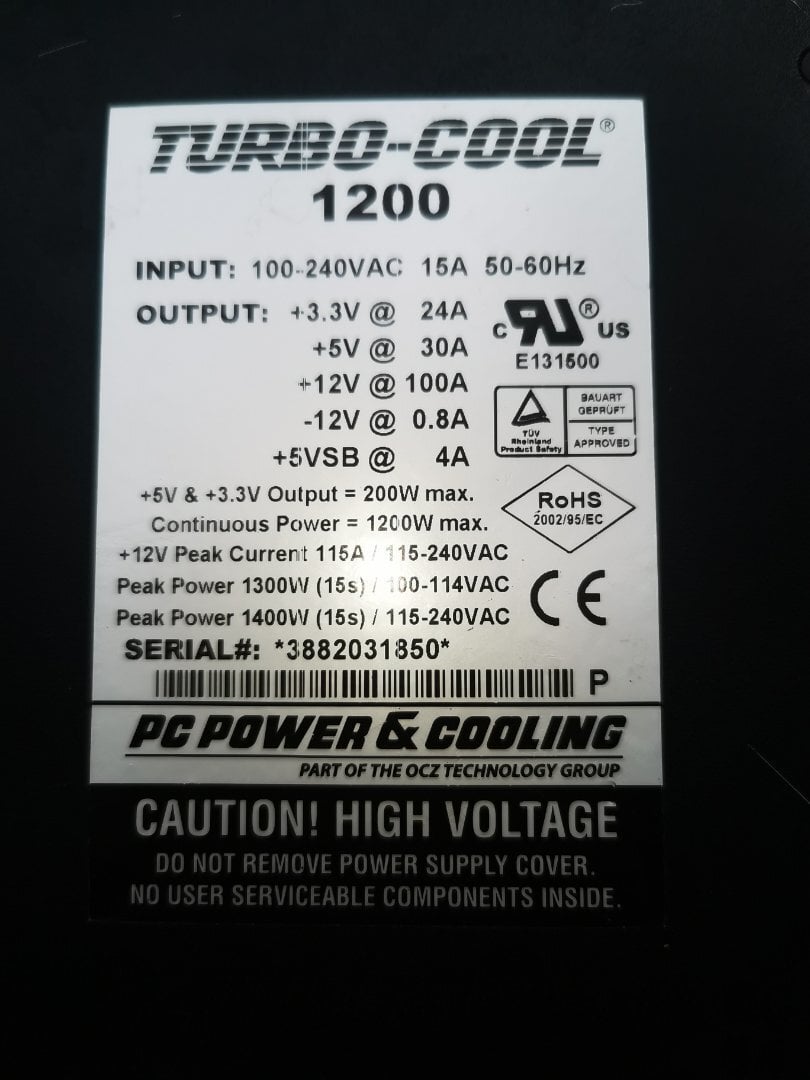 TURBO-COOL®
1200
INPUT: 100-240VAC 15A 50-60Hz
OUTPUT: +3.3V @ 24A
+5V @ 30A
+12V @ 100A
-12V @ 0.8A
+5VSB @ 4A
c RU ® US
E131500
TÜV
Rheinland
Product Safety
BAUART
GEPRÜFT
TYPE
APPROVED
+5V & +3.3V Output = 200W max.
Continuous Power = 1200W max.
RoHS
2002/95/EC
+12V Peak Current 115A / 115-240VAC
Peak Power 1300W (15s) / 100-114VAC
Peak Power 1400W (15s) / 115-240VAC
CE
SERIAL#: *3882031850*
P
PC POWER & COOLING
PART OF THE OCZ TECHNOLOGY GROUP
CAUTION! HIGH VOLTAGE
DO NOT REMOVE POWER SUPPLY COVER.
NO USER SERVICEABLE COMPONENTS INSIDE.